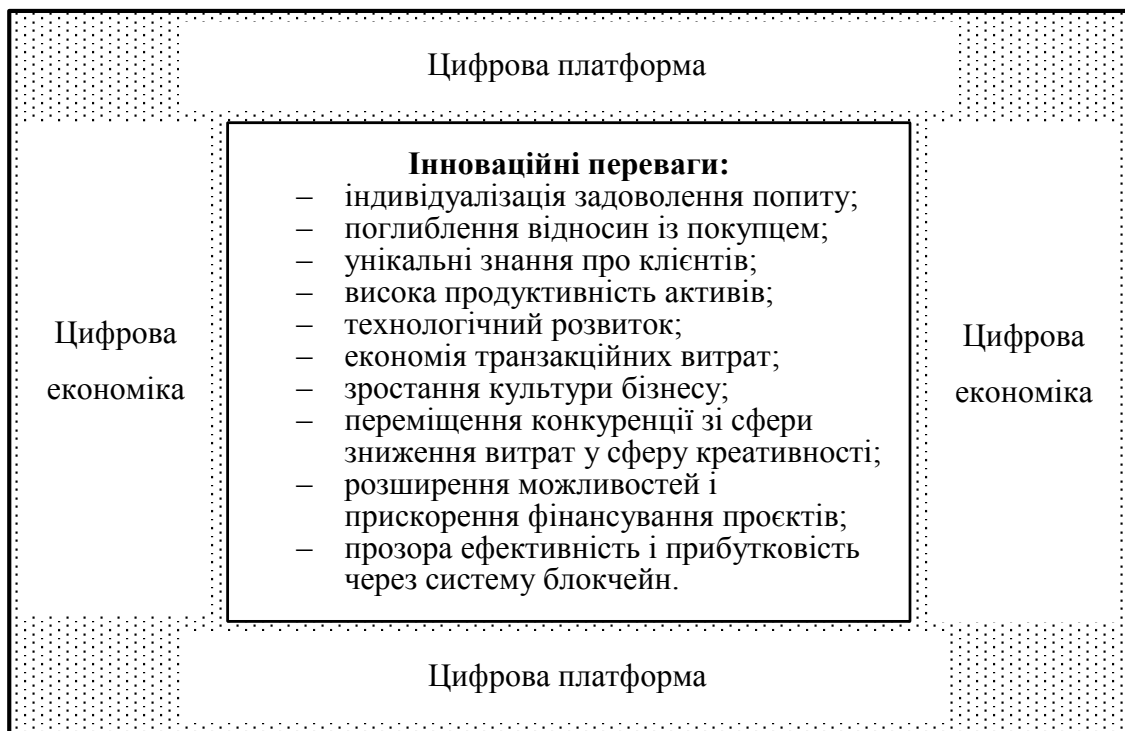 Цифрова платформа
Інноваційні переваги:
– індивідуалізація задоволення попиту;
– поглиблення відносин із покупцем;
– унікальні знання про клієнтів;
– висока продуктивність активів;
– технологічний розвиток;
– економія транзакційних витрат;
– зростання культури бізнесу;
– переміщення конкуренції зі сфери
зниження витрат у сферу креативності;
– розширення можливостей і
прискорення фінансування проєктів;
– прозора ефективність і прибутковість
через систему блокчейн.
Цифрова
економіка
Цифрова
економіка
Цифрова платформа